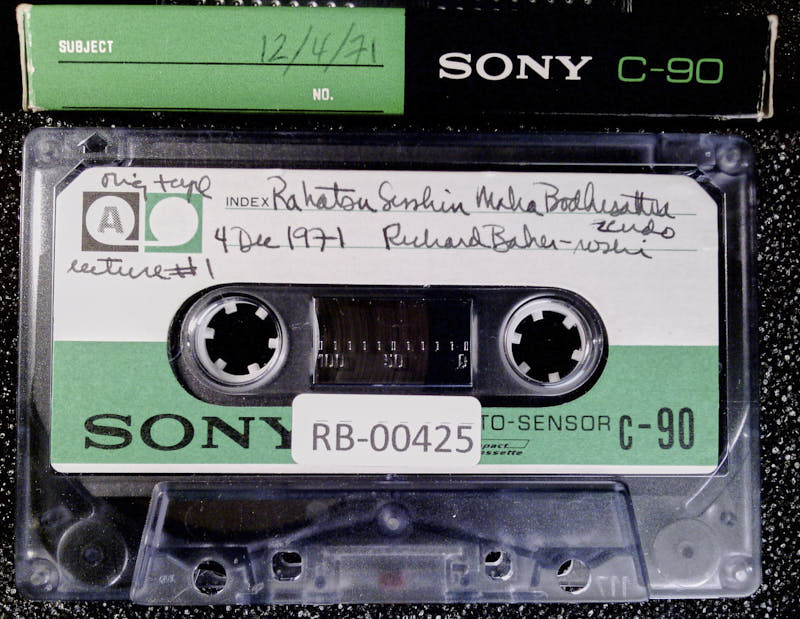 SUBJECT 12/4/71
NO.
SONY C-90
orig tape
A INDEX Rahatsu Sesshin Maha Bodhisattva
zendo
4 Dec 1971 Richard Baker-roshi
lecture #1
100 50 0
SONY TO-SENSOR C-90
RB-00425